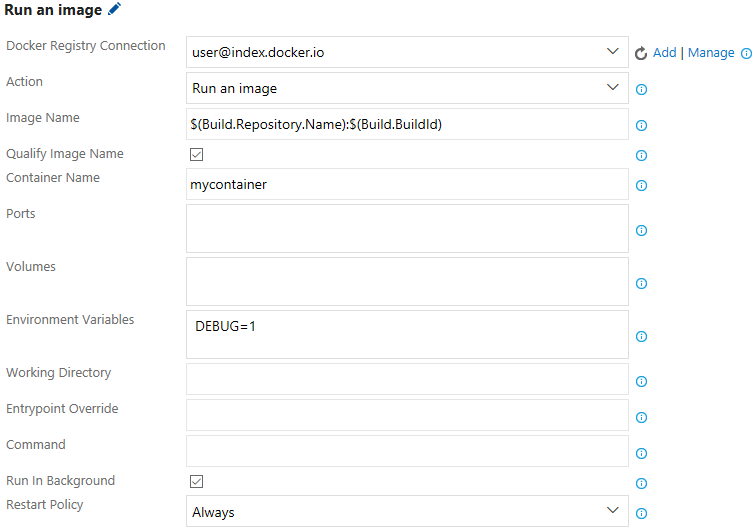 Run an image
Docker Registry Connection
user@index.docker.io
Add | Manage
Action
Run an image
Image Name
$(Build.Repository.Name):$(Build.BuildId)
Qualify Image Name
Container Name
mycontainer
Ports
Volumes
Environment Variables
DEBUG=1
Working Directory
Entrypoint Override
Command
Run In Background
Restart Policy
Always